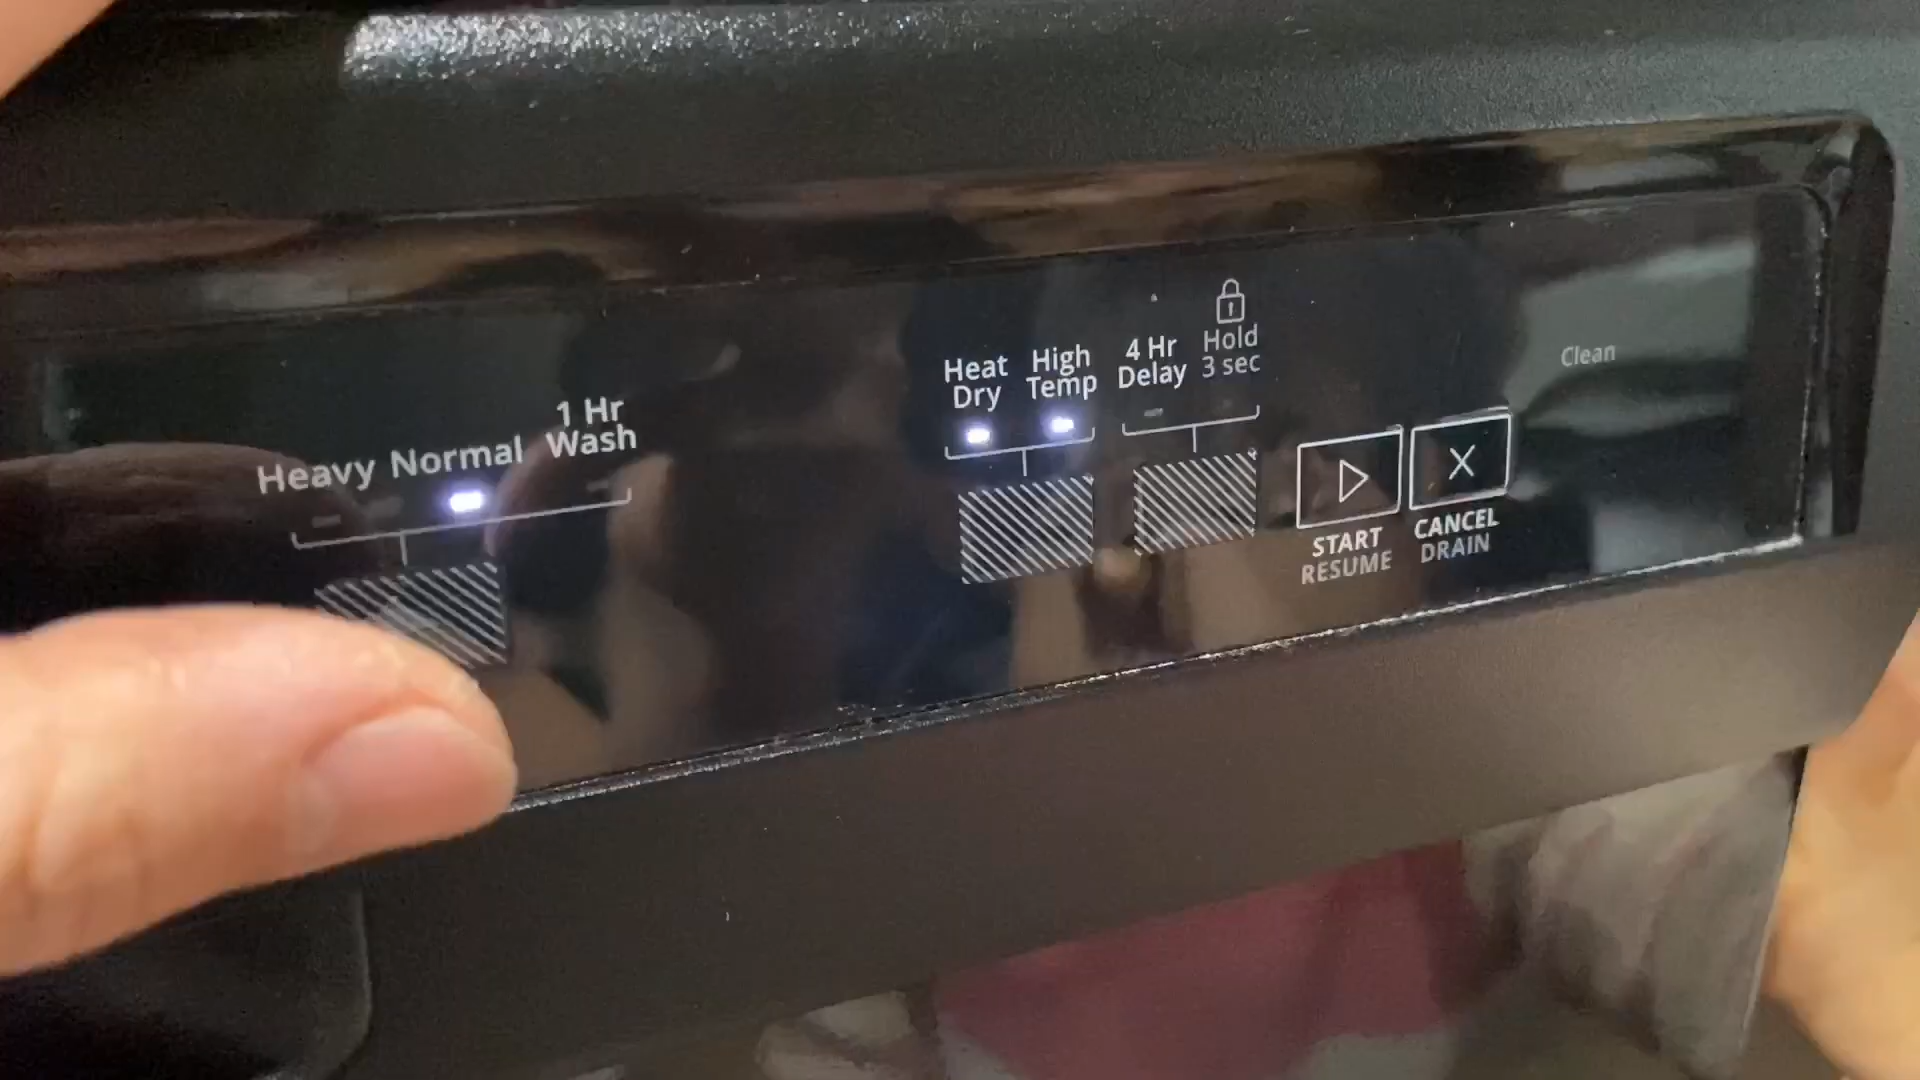 Heavy Normal 1 Hr
Wash
Heat
Dry
High
Temp
4 Hr
Delay
Hold
3 sec
START
RESUME
CANCEL
DRAIN
Clean